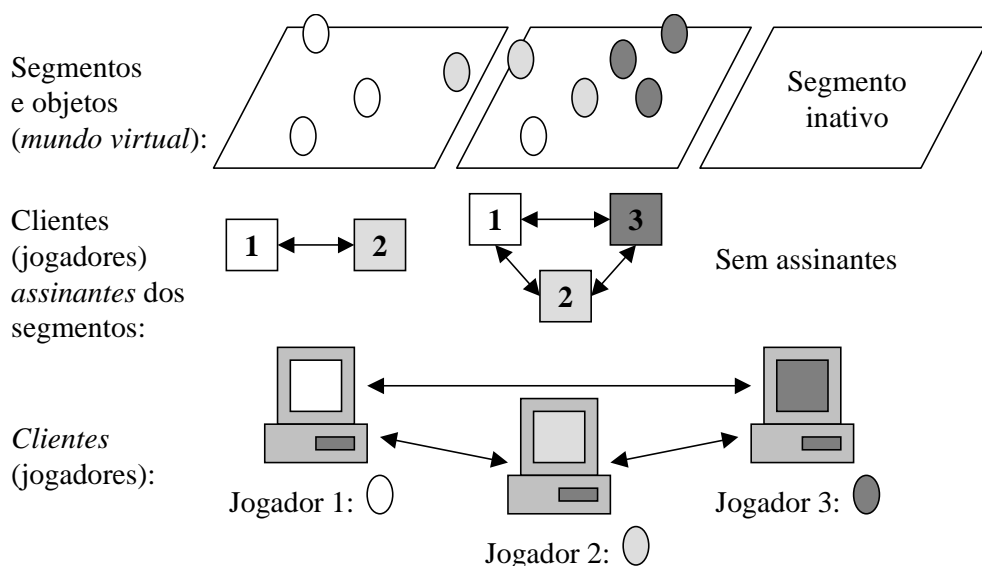 Segmentos
e objetos
(mundo virtual):
Segmento
inativo
Clientes
(jogadores)
assinantes dos
segmentos:
1
2
1
3
2
Sem assinantes
Clientes
(jogadores):
Jogador 1:
Jogador 2:
Jogador 3: